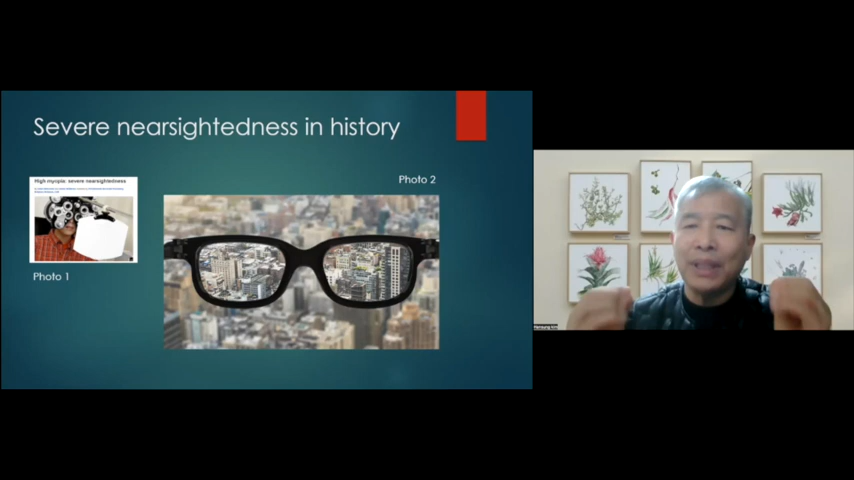 Severe nearsightedness in history
Photo 2
High myopia: severe nearsightedness
Photo 1